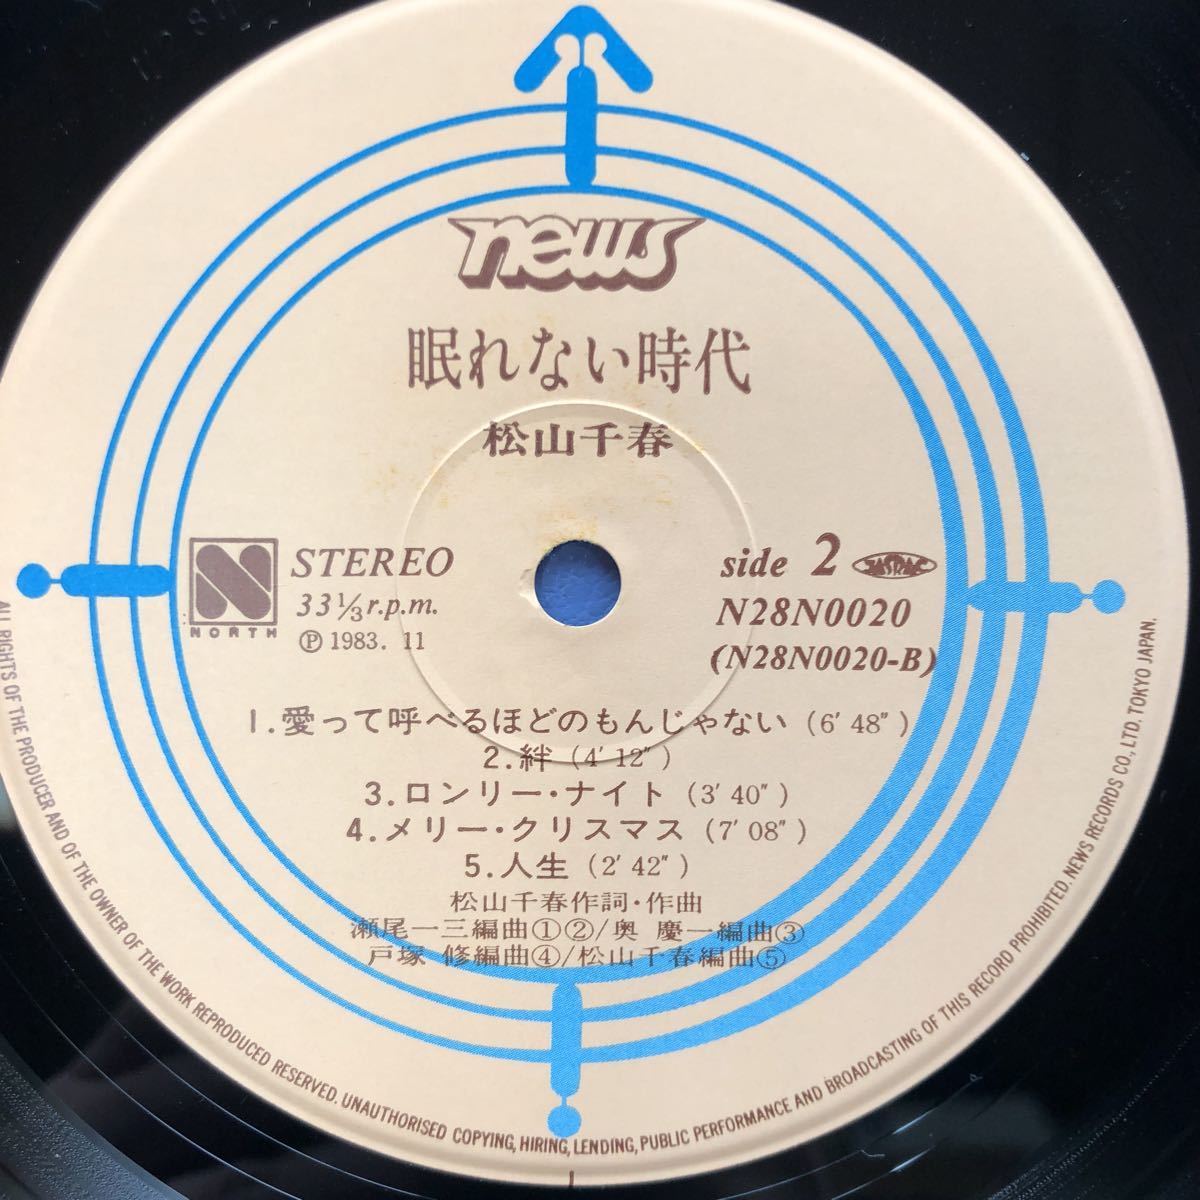 news
眠れない時代
松山千春
NORTH
STEREO
33⅓r.p.m.
Ⓟ1983. 11
side 2 JASRAC
N28N0020
(N28N0020-B)
1.愛って呼べるほどのもんじゃない (6′48″)
2.絆 (4′12″)
3.ロンリー・ナイト (3′40″)
4.メリー・クリスマス (7′08″)
5.人生 (2′42″)
松山千春作詞・作曲
瀬尾一三編曲①②/奥 慶一編曲③
戸塚 修編曲④/松山千春編曲⑤
ALL RIGHTS OF THE PRODUCER AND OF THE OWNER OF THE WORK REPRODUCED RESERVED. UNAUTHORISED COPYING, HIRING, LENDING, PUBLIC PERFORMANCE AND BROADCASTING OF THIS RECORD PROHIBITED. NEWS RECORDS CO., LTD. TOKYO JAPAN.